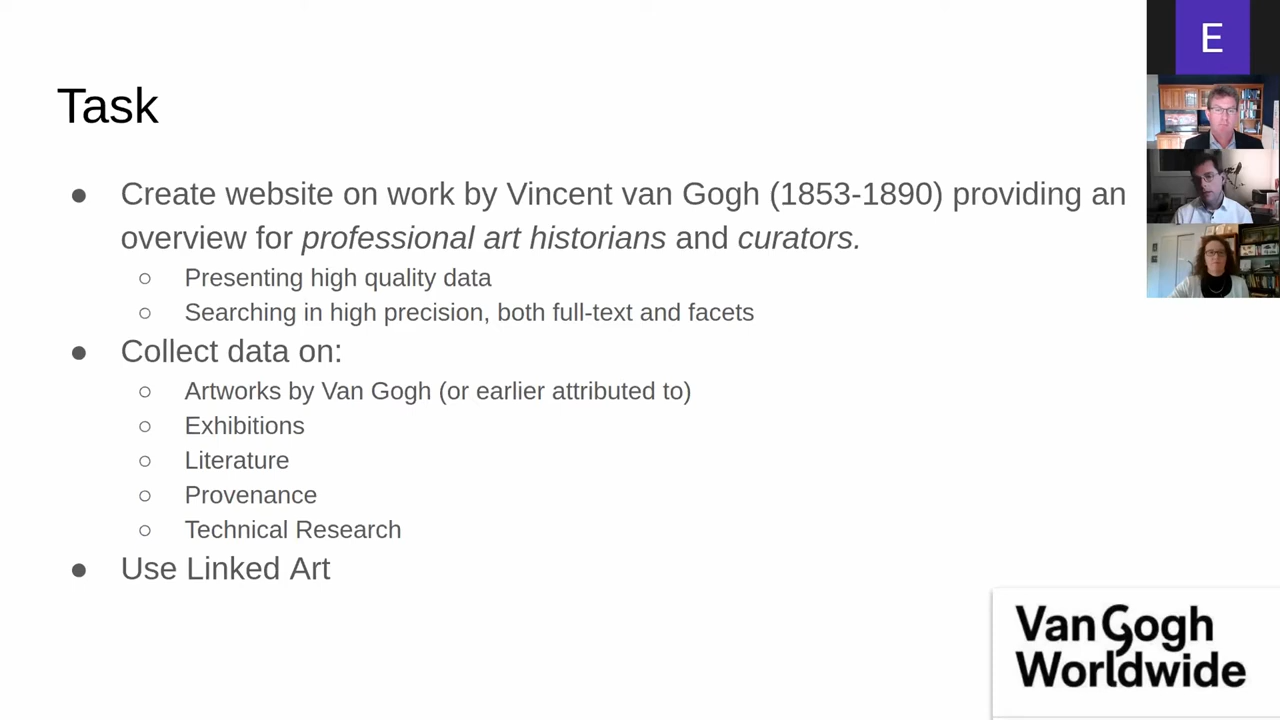 E
Task
● Create website on work by Vincent van Gogh (1853-1890) providing an
overview for professional art historians and curators.
○ Presenting high quality data
○ Searching in high precision, both full-text and facets
● Collect data on:
○ Artworks by Van Gogh (or earlier attributed to)
○ Exhibitions
○ Literature
○ Provenance
○ Technical Research
● Use Linked Art
Van Gogh
Worldwide